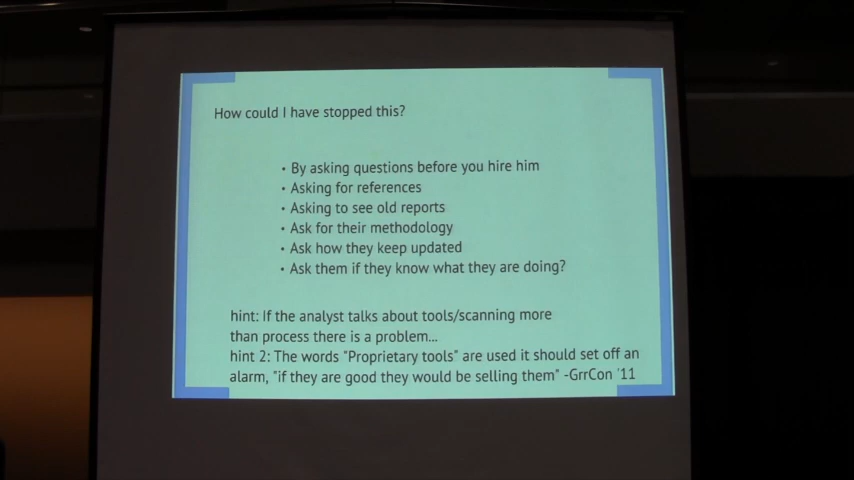 How could I have stopped this?
• By asking questions before you hire him
• Asking for references
• Asking to see old reports
• Ask for their methodology
• Ask how they keep updated
• Ask them if they know what they are doing?
hint: If the analyst talks about tools/scanning more
than process there is a problem...
hint 2: The words "Proprietary tools" are used it should set off an
alarm, "if they are good they would be selling them" -GrrCon '11